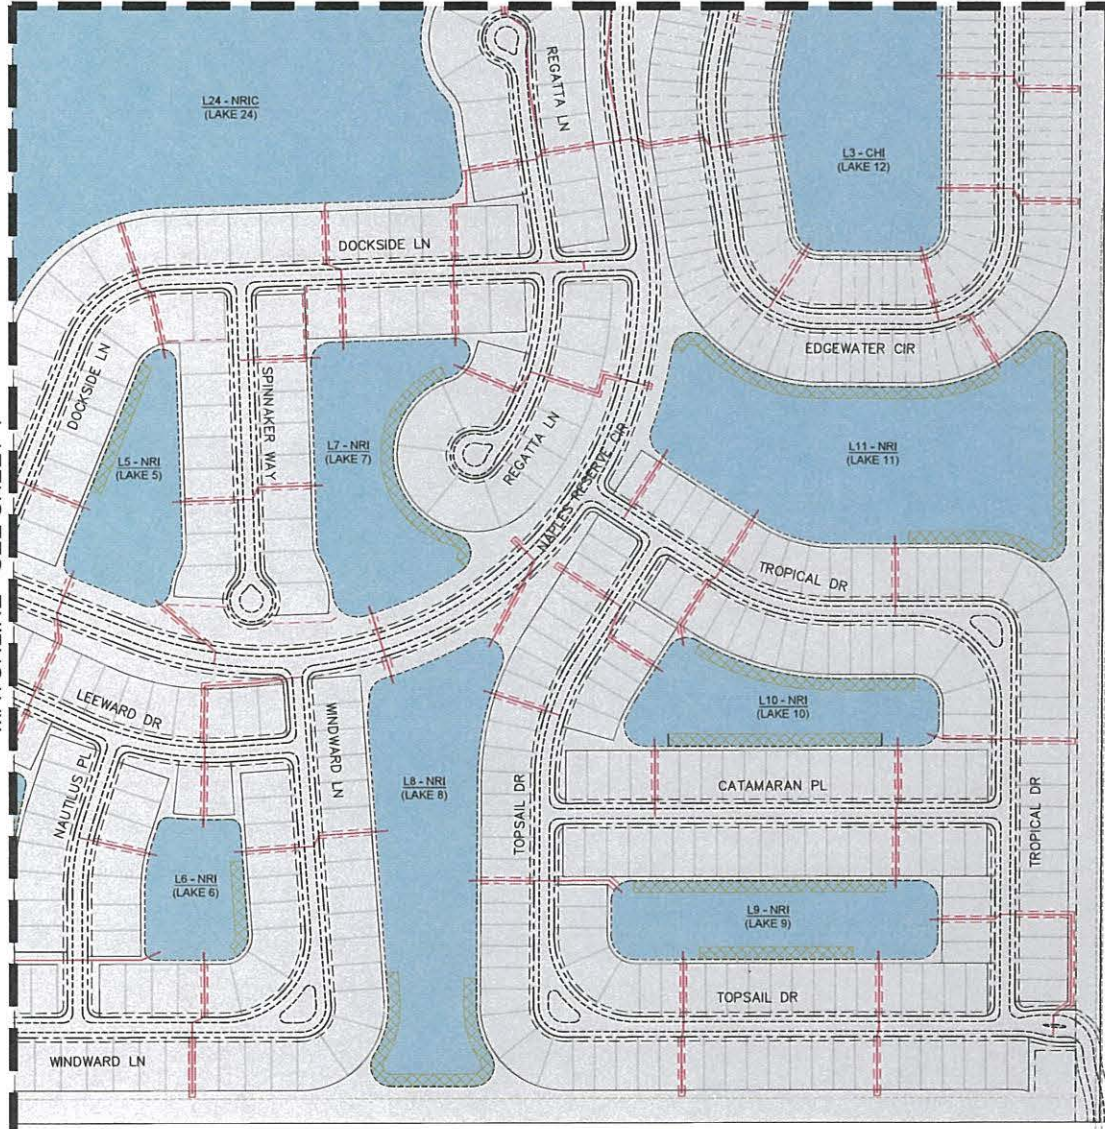 REGATTA LN
L24 - NRIC
(LAKE 24)
L3 - CHI
(LAKE 12)
DOCKSIDE LN
EDGEWATER CIR
DOCKSIDE LN
SPINNAKER WAY
L7 - NRI
(LAKE 7)
REGATTA LN
NAPLES RESERVE CIR
L11 - NRI
(LAKE 11)
L5 - NRI
(LAKE 5)
TROPICAL DR
LEEWARD DR
WINDWARD LN
L10 - NRI
(LAKE 10)
NAUTILUS PL
L8 - NRI
(LAKE 8)
TOPSAIL DR
CATAMARAN PL
TROPICAL DR
L6 - NRI
(LAKE 6)
L9 - NRI
(LAKE 9)
TOPSAIL DR
WINDWARD LN